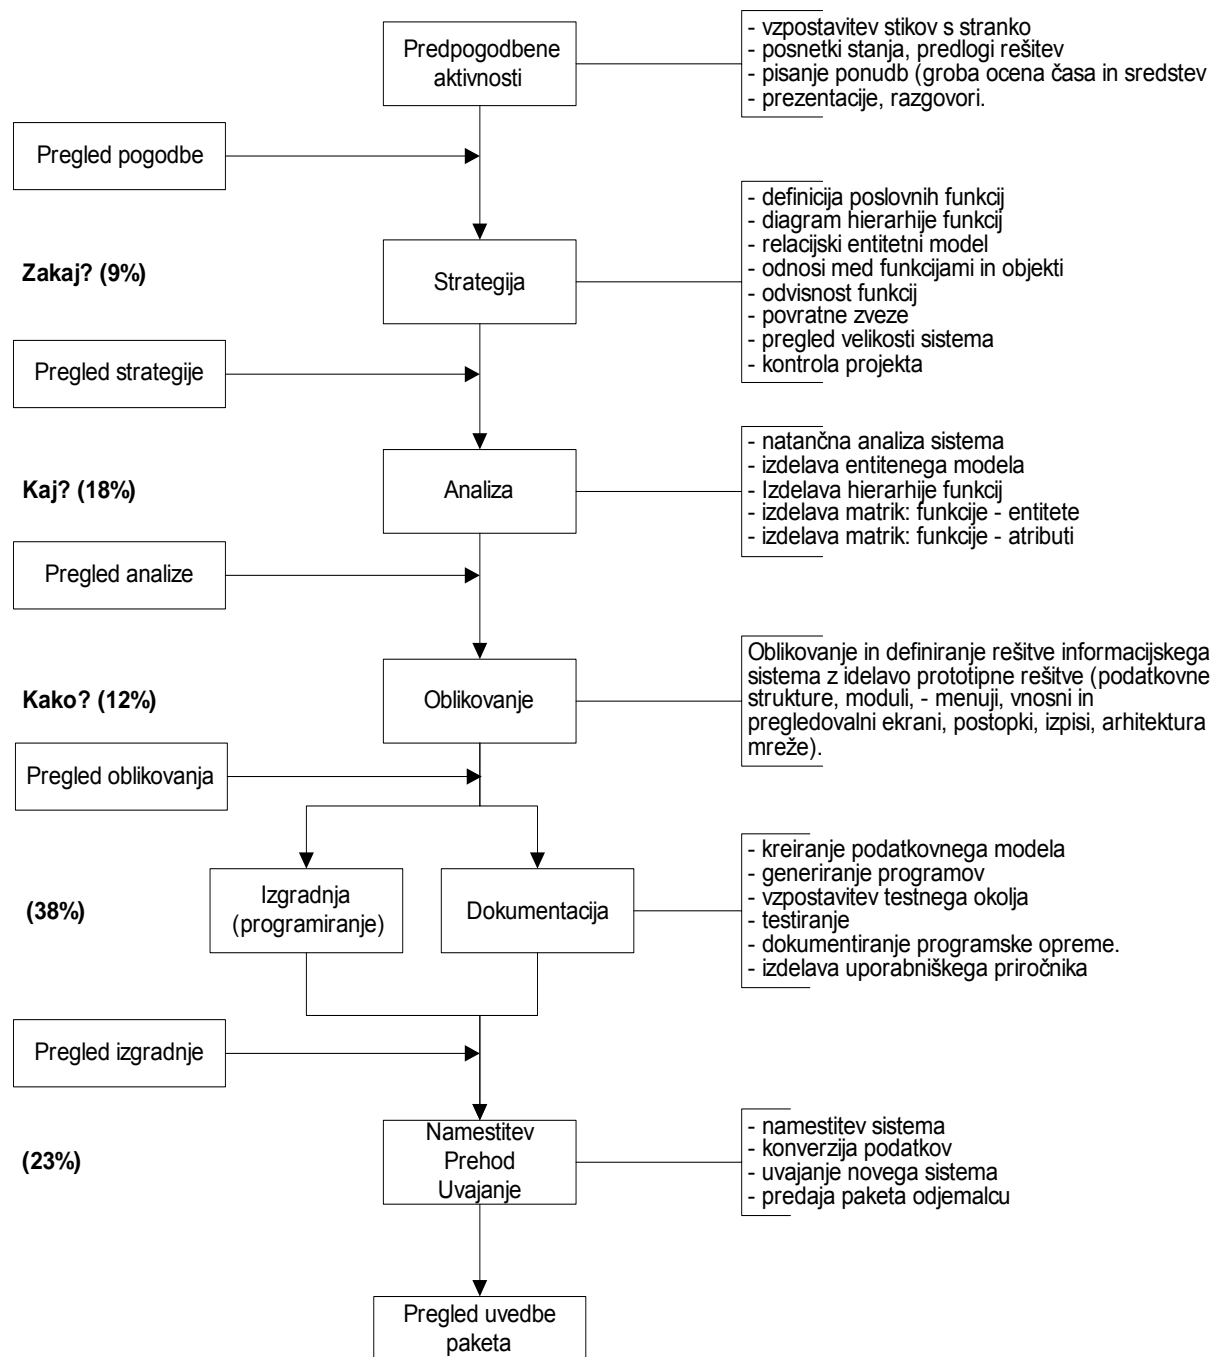 Predpogodbene
aktivnosti
- vzpostavitev stikov s stranko
- posnetki stanja, predlogi rešitev
- pisanje ponudb (groba ocena časa in sredstev
- prezentacije, razgovori.
Pregled pogodbe
Zakaj? (9%)
Strategija
- definicija poslovnih funkcij
- diagram hierarhije funkcij
- relacijski entitetni model
- odnosi med funkcijami in objekti
- odvisnost funkcij
- povratne zveze
- pregled velikosti sistema
- kontrola projekta
Pregled strategije
Kaj? (18%)
Analiza
- natančna analiza sistema
- izdelava entitenega modela
- Izdelava hierarhije funkcij
- izdelava matrik: funkcije - entitete
- izdelava matrik: funkcije - atributi
Pregled analize
Kako? (12%)
Oblikovanje
Oblikovanje in definiranje rešitve informacijskega
sistema z idelavo prototipne rešitve (podatkovne
strukture, moduli, - menuji, vnosni in
pregledovalni ekrani, postopki, izpisi, arhitektura
mreže).
Pregled oblikovanja
(38%)
Izgradnja
(programiranje)
Dokumentacija
- kreiranje podatkovnega modela
- generiranje programov
- vzpostavitev testnega okolja
- testiranje
- dokumentiranje programske opreme.
- izdelava uporabniškega priročnika
Pregled izgradnje
(23%)
Namestitev
Prehod
Uvajanje
- namestitev sistema
- konverzija podatkov
- uvajanje novega sistema
- predaja paketa odjemalcu
Pregled uvedbe
paketa